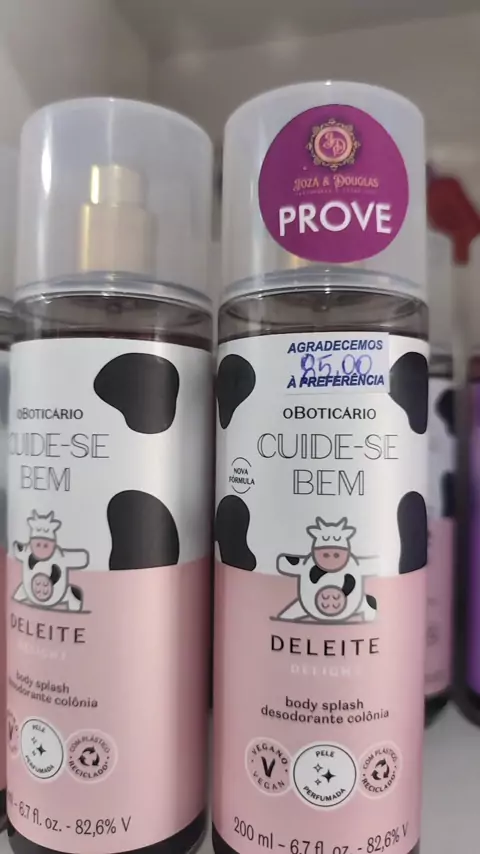 JOZÁ & DOUGLAS
PROVE
AGRADECEMOS
85,00
À PREFERÊNCIA
oBOTICÁRIO
CUIDE-SE
BEM
NOVA
FÓRMULA
DELEITE
DELIGHT
body splash
desodorante colônia
VEGANO
VEGAN
PELE
PERFUMADA
COM PLÁSTICO
RECICLADO
200 ml - 6.7 fl. oz. - 82,6% V
oBOTICÁRIO
CUIDE-SE
BEM
DELEITE
DELIGHT
body splash
desodorante colônia
PELE
PERFUMADA
COM PLÁSTICO
RECICLADO
- 6.7 fl. oz. - 82,6% V